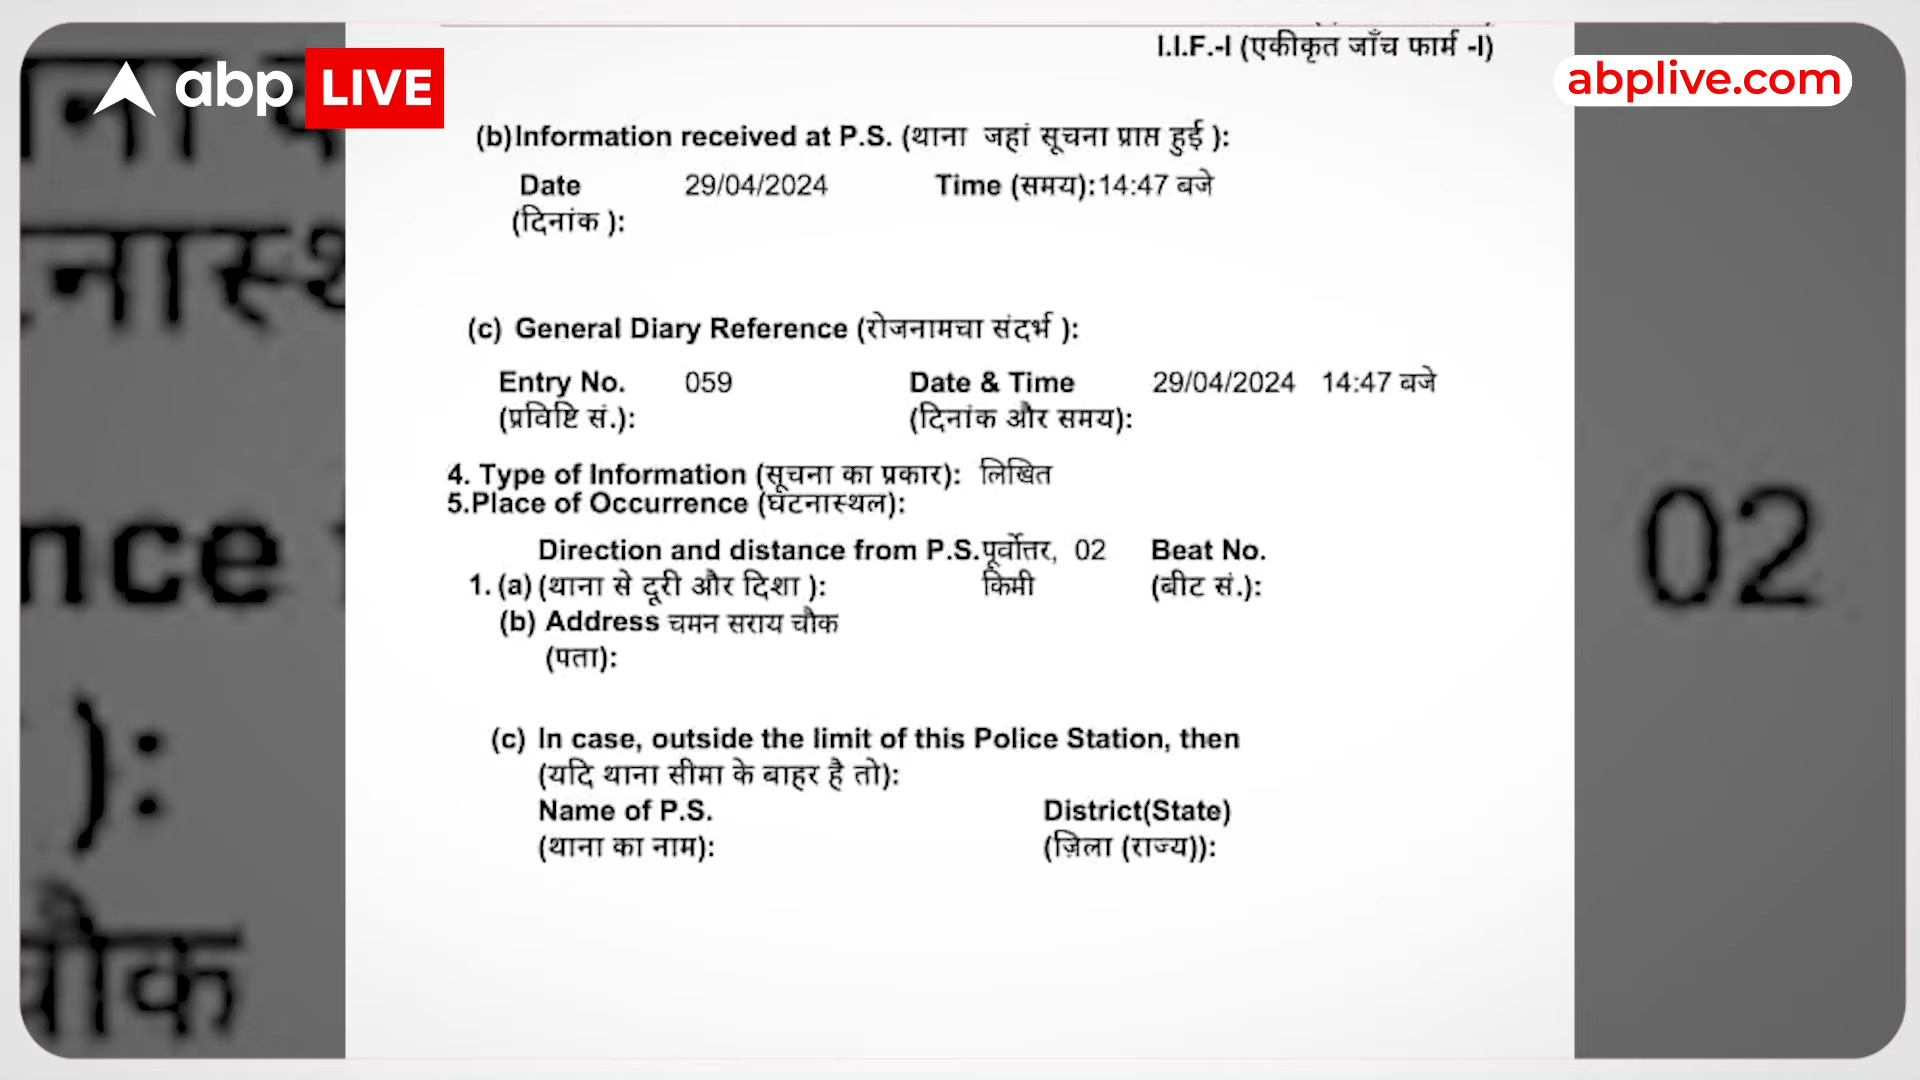 abp LIVE
abplive.com
I.I.F.-I (एकीकृत जाँच फार्म -I)
(b)Information received at P.S. (थाना जहां सूचना प्राप्त हुई ):
Date 29/04/2024 Time (समय):14:47 बजे
(दिनांक ):
(c) General Diary Reference (रोजनामचा संदर्भ ):
Entry No. 059 Date & Time 29/04/2024 14:47 बजे
(प्रविष्टि सं.): (दिनांक और समय):
4. Type of Information (सूचना का प्रकार): लिखित
5.Place of Occurrence (घटनास्थल):
Direction and distance from P.S.पूर्वोत्तर, 02 Beat No.
1. (a) (थाना से दूरी और दिशा ): किमी (बीट सं.):
(b) Address चमन सराय चौक
(पता):
(c) In case, outside the limit of this Police Station, then
(यदि थाना सीमा के बाहर है तो):
Name of P.S. District(State)
(थाना का नाम): (ज़िला (राज्य)):
02